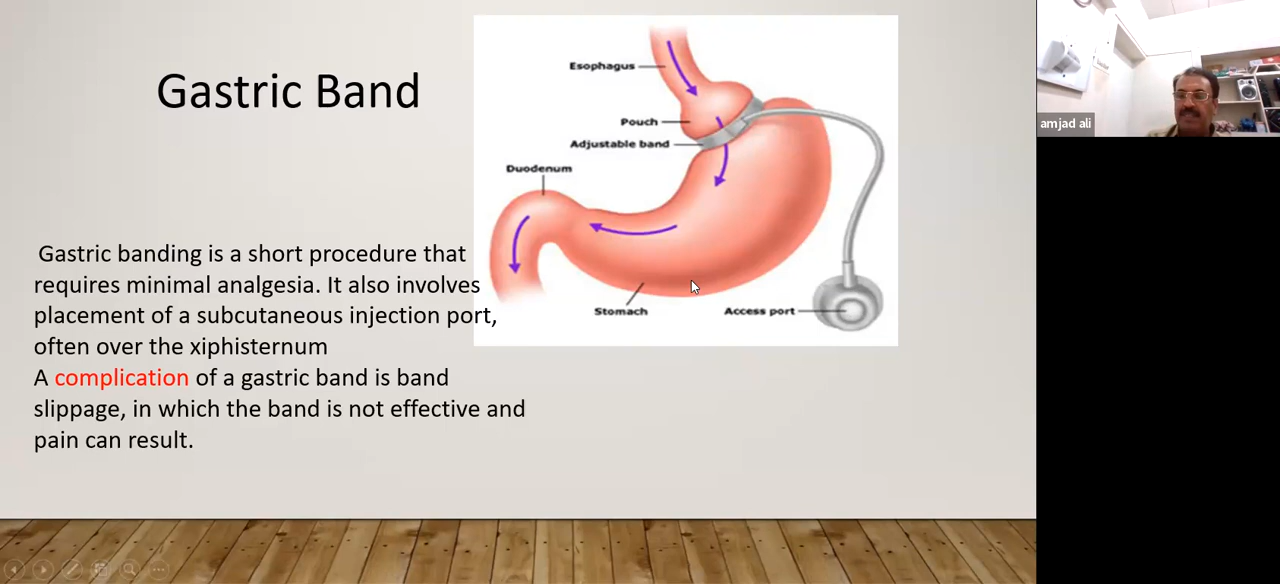 Gastric Band
Esophagus
Pouch
Adjustable band
Duodenum
Stomach
Access port
Gastric banding is a short procedure that
requires minimal analgesia. It also involves
placement of a subcutaneous injection port,
often over the xiphisternum
A complication of a gastric band is band
slippage, in which the band is not effective and
pain can result.
amjad ali